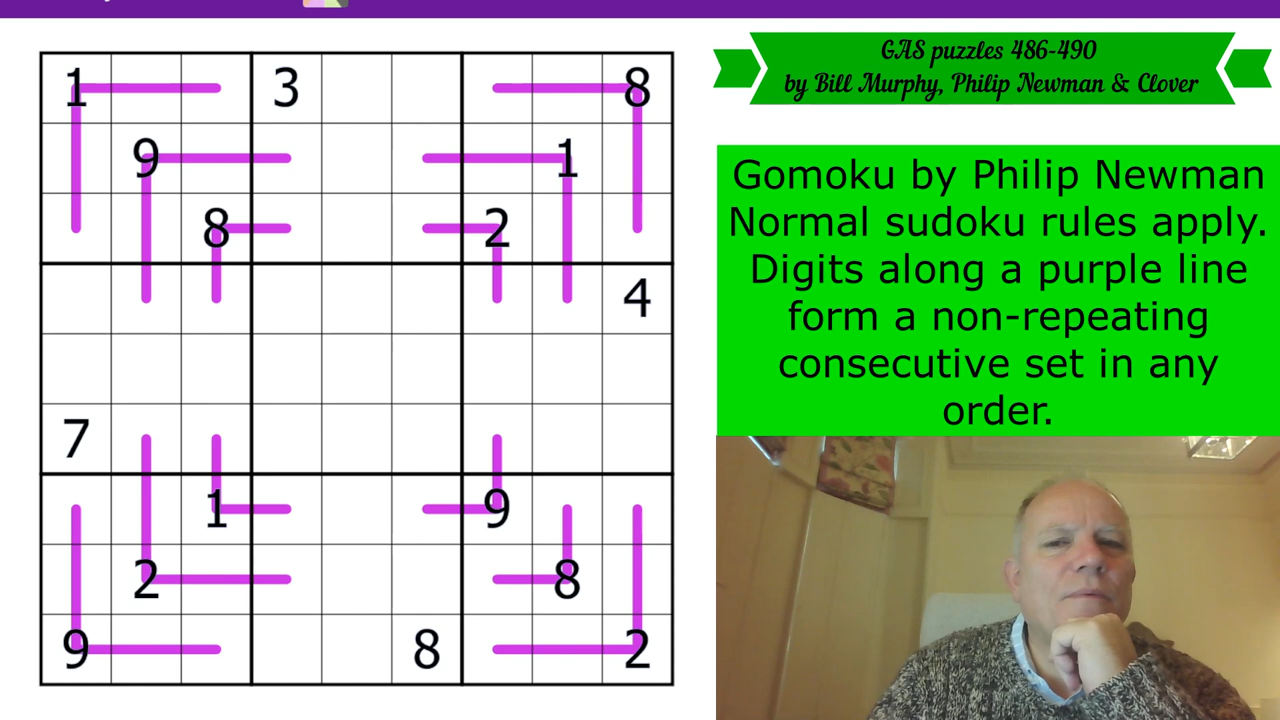 GAS puzzles 486-490
by Bill Murphy, Philip Newman & Clover
Gomoku by Philip Newman
Normal sudoku rules apply.
Digits along a purple line
form a non-repeating
consecutive set in any
order.
1 3 8
9 1
8 2
4
7
1 9
2 8
9 8 2